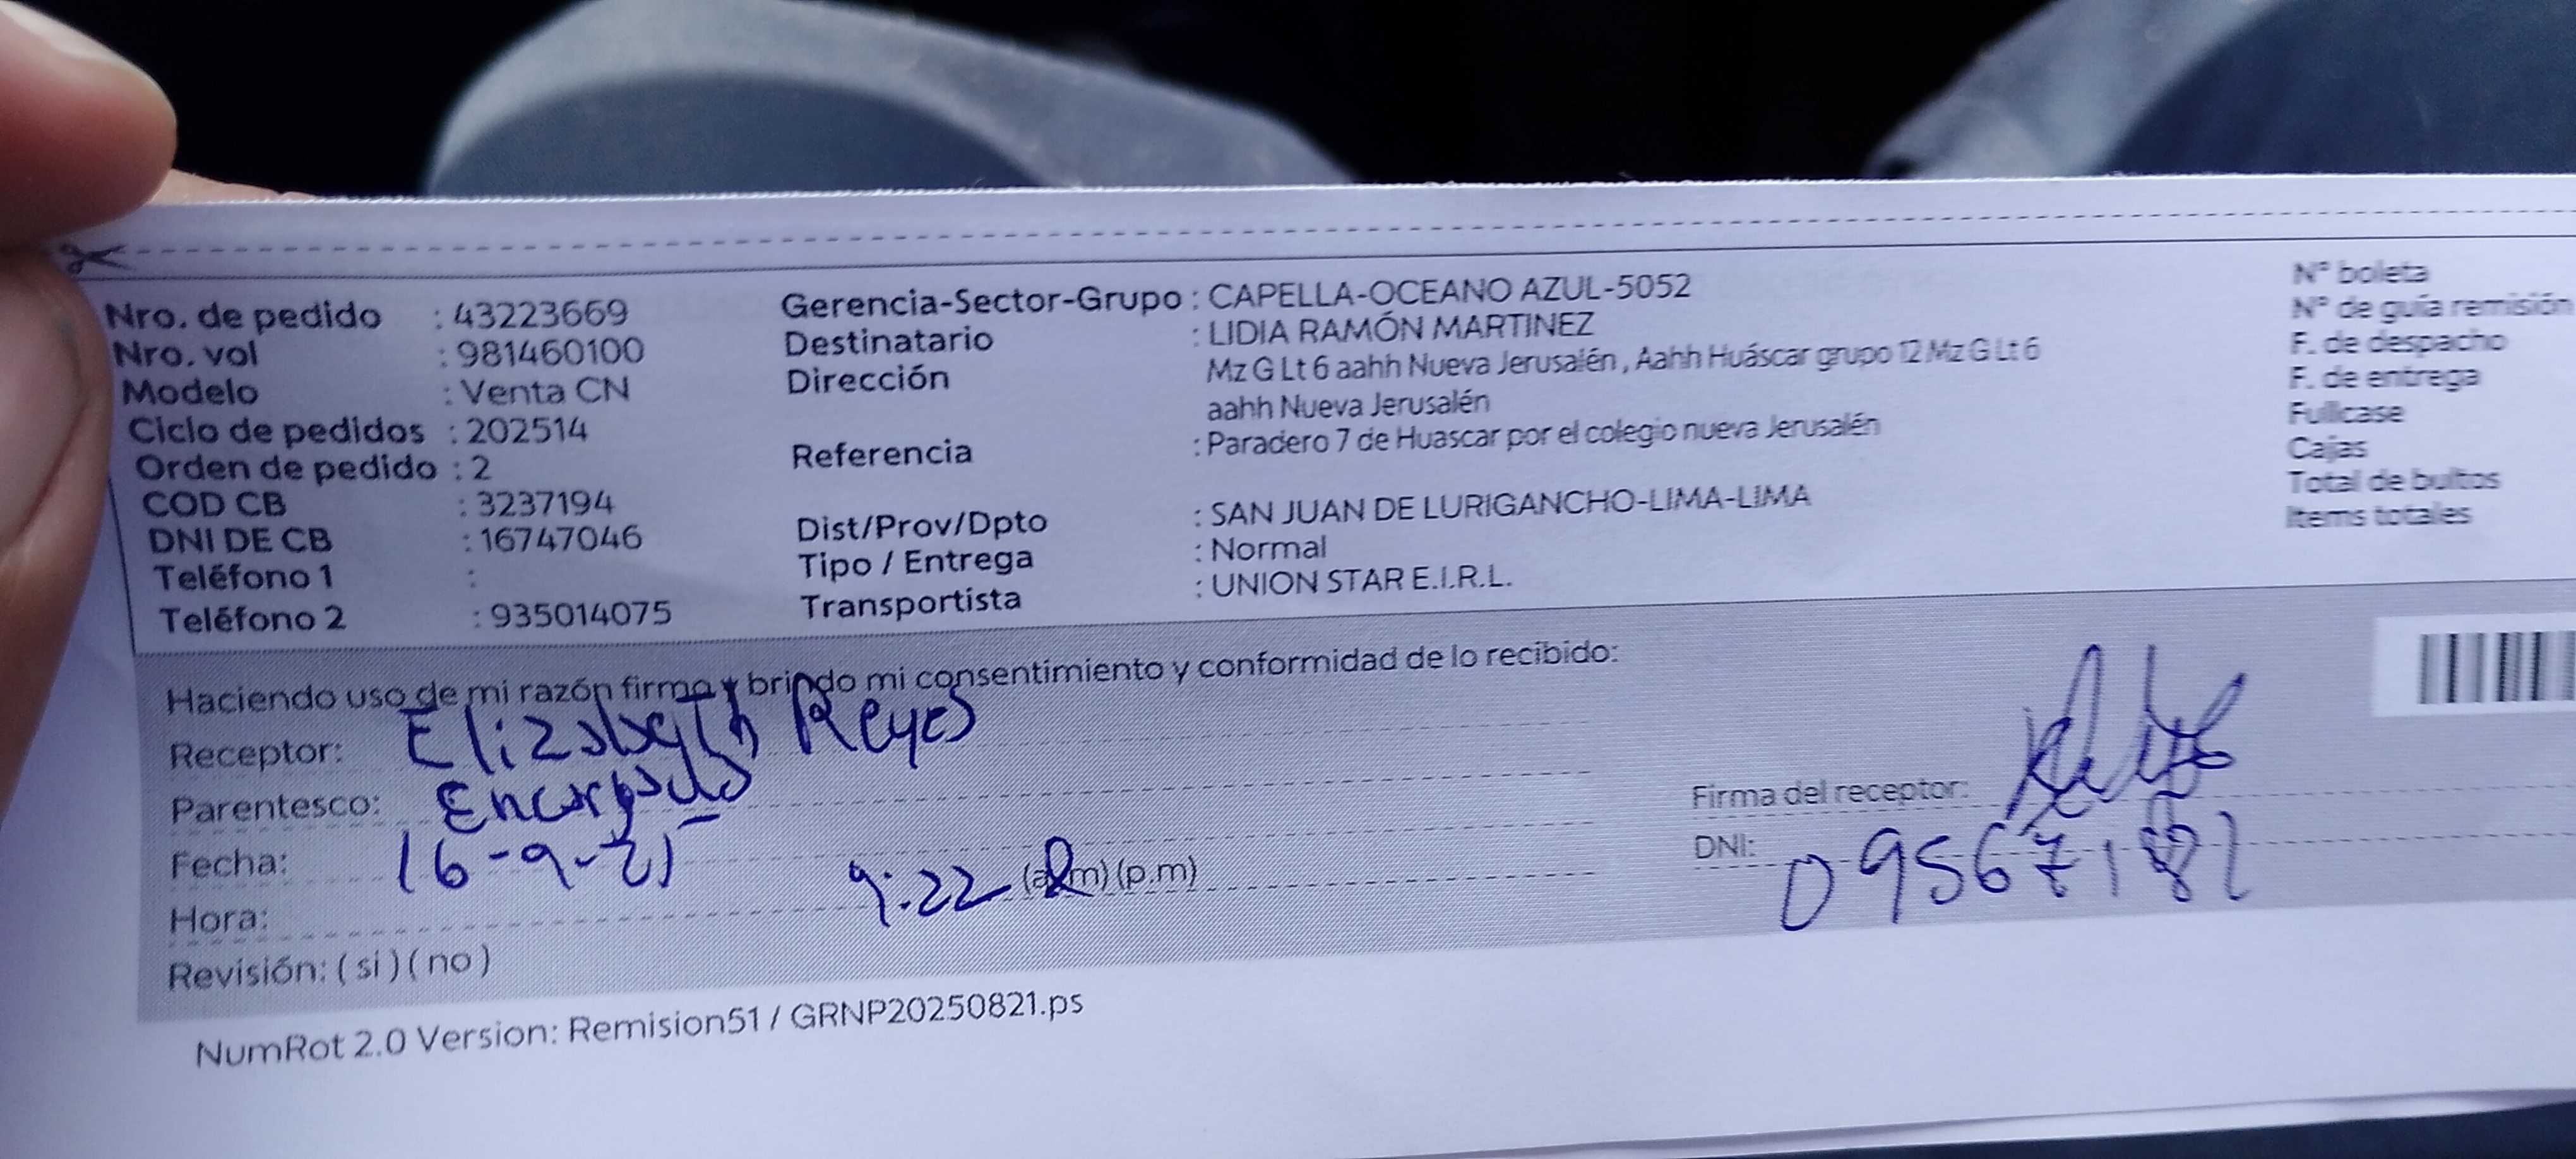 Nro. de pedido : 43223669
Nro. vol : 981460100
Modelo : Venta CN
Ciclo de pedidos : 202514
Orden de pedido : 2
COD CB : 3237194
DNI DE CB : 16747046
Teléfono 1 :
Teléfono 2 : 935014075
Gerencia-Sector-Grupo : CAPELLA-OCEANO AZUL-5052
Destinatario : LIDIA RAMÓN MARTINEZ
Dirección Mz G Lt 6 aahh Nueva Jerusalén , Aahh Huáscar grupo 12 Mz G Lt 6
aahh Nueva Jerusalén
Referencia : Paradero 7 de Huascar por el colegio nueva Jerusalén
Dist/Prov/Dpto : SAN JUAN DE LURIGANCHO-LIMA-LIMA
Tipo / Entrega : Normal
Transportista : UNION STAR E.I.R.L.
N° boleta
N° de guía remisión
F. de despacho
F. de entrega
Fullcase
Cajas
Total de bultos
Items totales
Haciendo uso de mi razón firmo y brindo mi consentimiento y conformidad de lo recibido:
Receptor: Elizabeth Reyes
Parentesco: Encargada
Fecha: 16-9-25
Hora: 9:22 (a.m) (p.m)
Revisión: ( si ) ( no )
Firma del receptor:
DNI: 09567182
NumRot 2.0 Version: Remision51 / GRNP20250821.ps